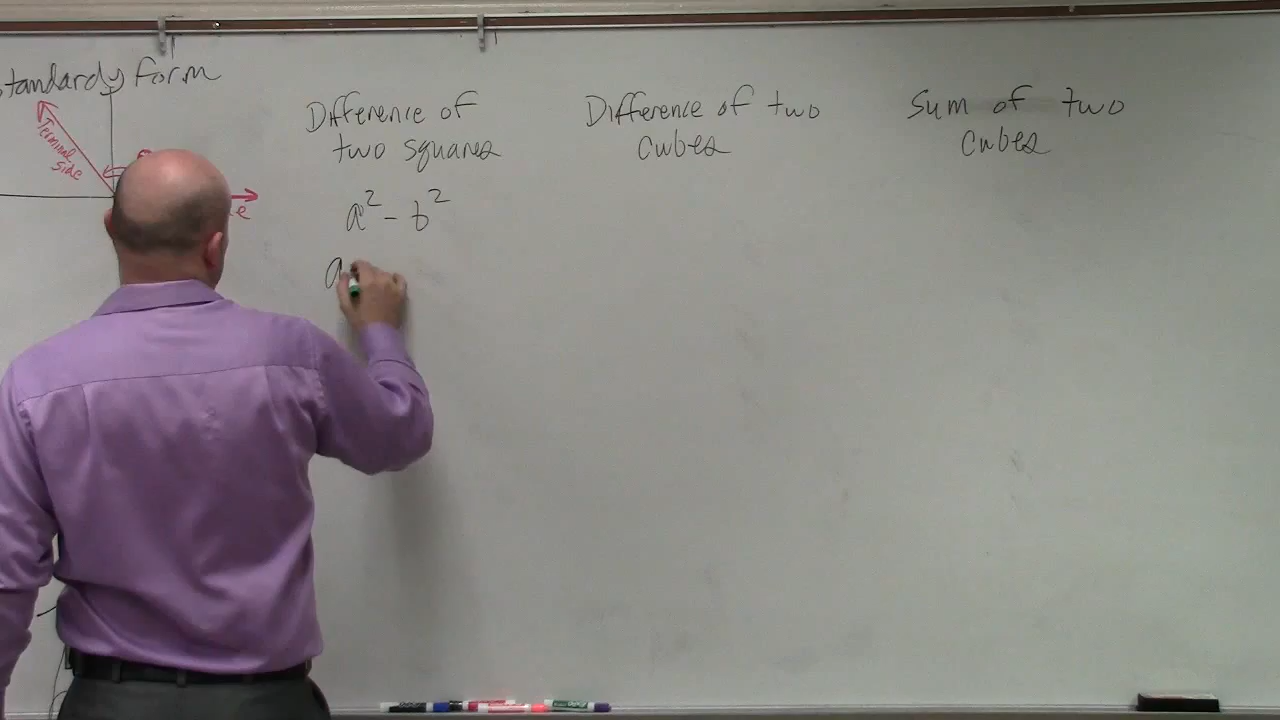 Standard form
y
Terminal
side
Difference of
two squares
a² - b²
a
Difference of two
cubes
Sum of two
cubes